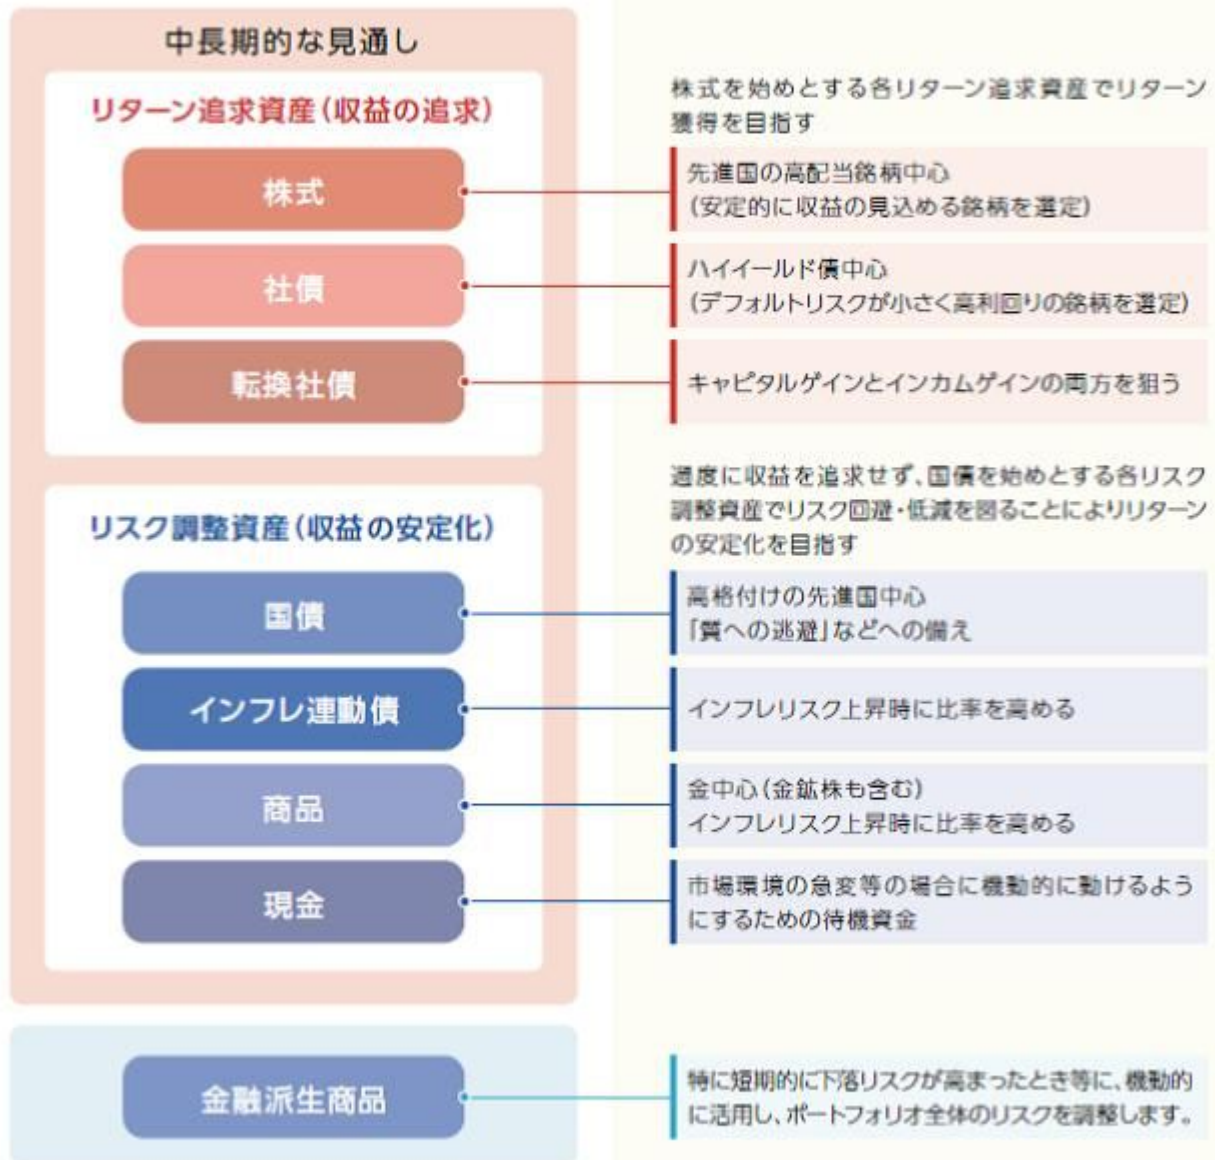 中長期的な見通し
リターン追求資産(収益の追求)
株式を始めとする各リターン追求資産でリターン
獲得を目指す
株式
先進国の高配当銘柄中心
(安定的に収益の見込める銘柄を選定)
社債
ハイイールド債中心
(デフォルトリスクが小さく高利回りの銘柄を選定)
転換社債
キャピタルゲインとインカムゲインの両方を狙う
リスク調整資産(収益の安定化)
過度に収益を追求せず、国債を始めとする各リスク
調整資産でリスク回避・低減を図ることによりリターン
の安定化を目指す
国債
高格付けの先進国中心
「質への逃避」などへの備え
インフレ連動債
インフレリスク上昇時に比率を高める
商品
金中心(金鉱株も含む)
インフレリスク上昇時に比率を高める
現金
市場環境の急変等の場合に機動的に動けるよう
にするための待機資金
金融派生商品
特に短期的に下落リスクが高まったとき等に、機動的
に活用し、ポートフォリオ全体のリスクを調整します。